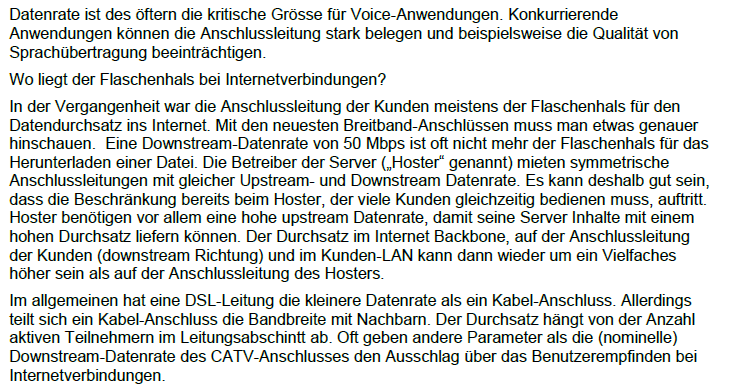 Datenrate ist des öftern die kritische Grösse für Voice-Anwendungen. Konkurrierende
Anwendungen können die Anschlussleitung stark belegen und beispielsweise die Qualität von
Sprachübertragung beeinträchtigen.
Wo liegt der Flaschenhals bei Internetverbindungen?
In der Vergangenheit war die Anschlussleitung der Kunden meistens der Flaschenhals für den
Datendurchsatz ins Internet. Mit den neuesten Breitband-Anschlüssen muss man etwas genauer
hinschauen.  Eine Downstream-Datenrate von 50 Mbps ist oft nicht mehr der Flaschenhals für das
Herunterladen einer Datei. Die Betreiber der Server („Hoster“ genannt) mieten symmetrische
Anschlussleitungen mit gleicher Upstream- und Downstream Datenrate. Es kann deshalb gut sein,
dass die Beschränkung bereits beim Hoster, der viele Kunden gleichzeitig bedienen muss, auftritt.
Hoster benötigen vor allem eine hohe upstream Datenrate, damit seine Server Inhalte mit einem
hohen Durchsatz liefern können. Der Durchsatz im Internet Backbone, auf der Anschlussleitung
der Kunden (downstream Richtung) und im Kunden-LAN kann dann wieder um ein Vielfaches
höher sein als auf der Anschlussleitung des Hosters.
Im allgemeinen hat eine DSL-Leitung die kleinere Datenrate als ein Kabel-Anschluss. Allerdings
teilt sich ein Kabel-Anschluss die Bandbreite mit Nachbarn. Der Durchsatz hängt von der Anzahl
aktiven Teilnehmern im Leitungsabschintt ab. Oft geben andere Parameter als die (nominelle)
Downstream-Datenrate des CATV-Anschlusses den Ausschlag über das Benutzerempfinden bei
Internetverbindungen.